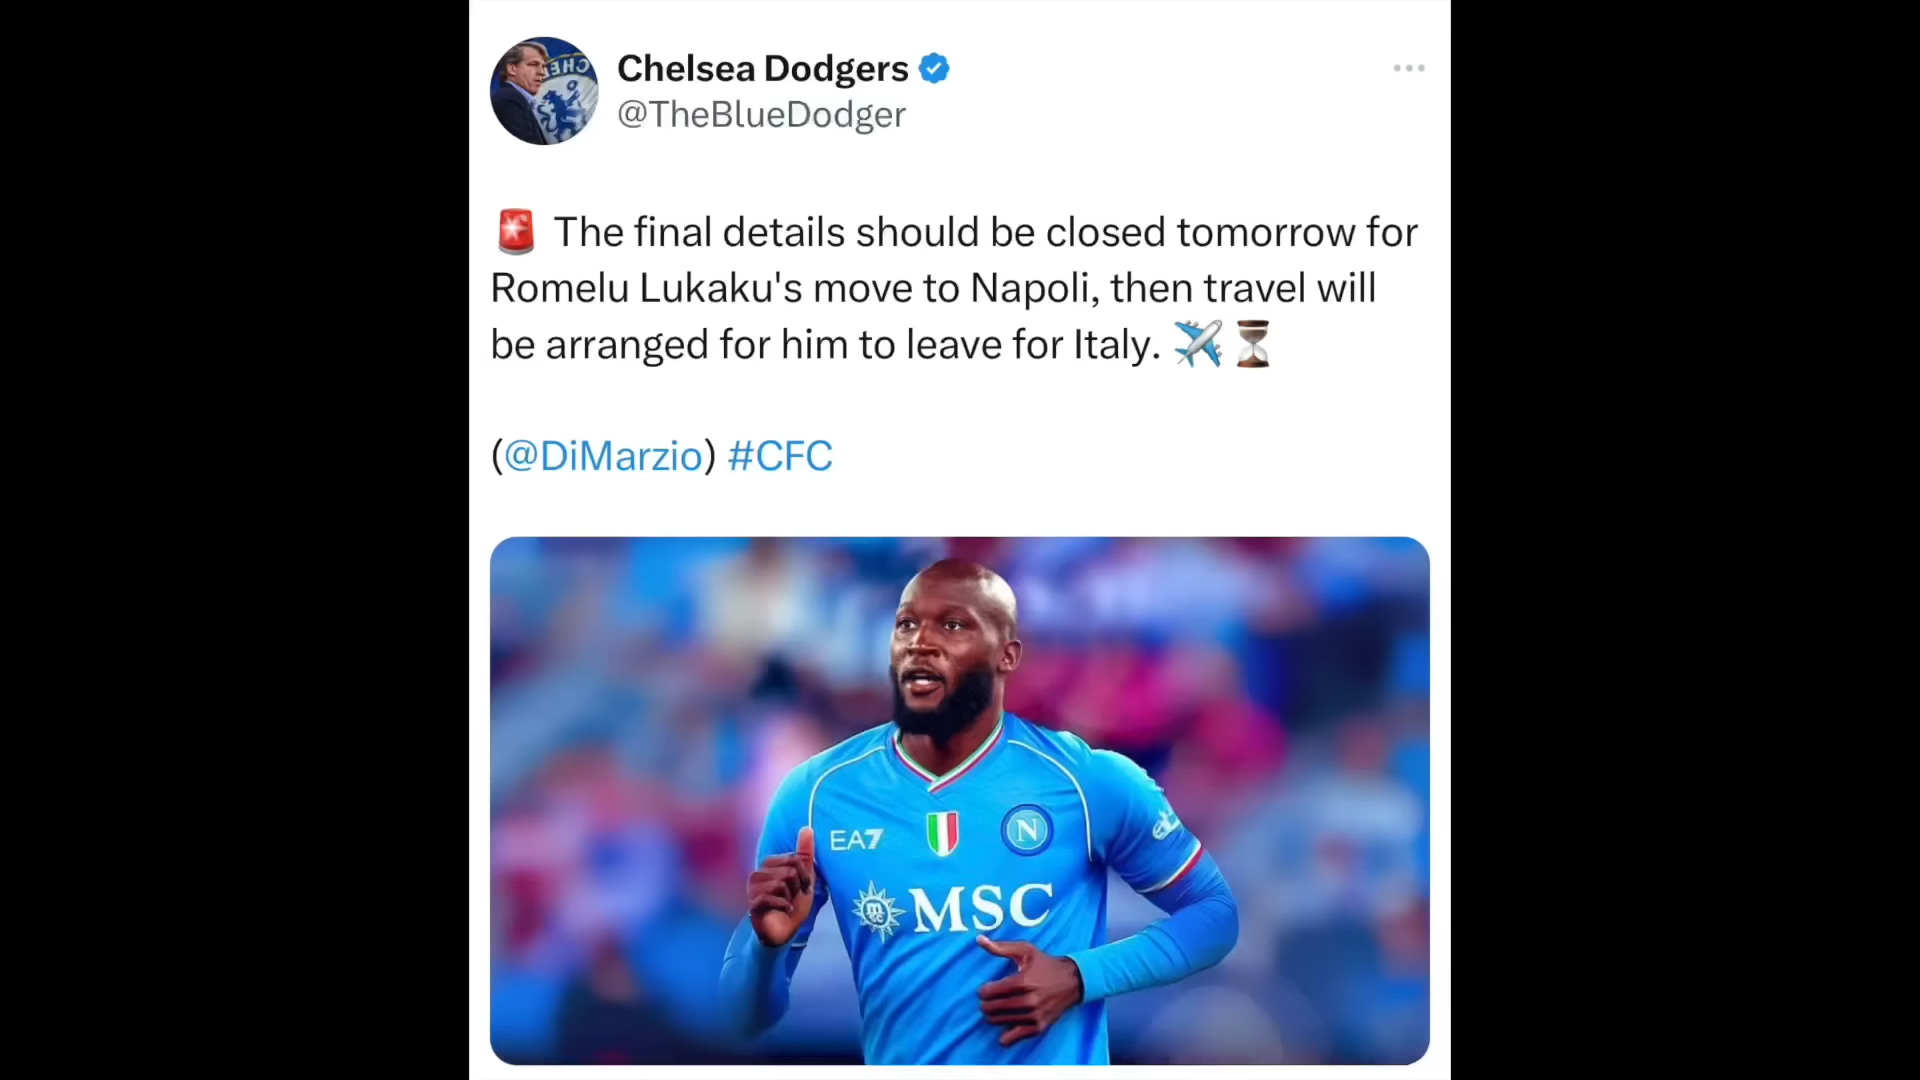 Chelsea Dodgers
@TheBlueDodger
The final details should be closed tomorrow for
Romelu Lukaku's move to Napoli, then travel will
be arranged for him to leave for Italy.
(@DiMarzio) #CFC
EA7
N
MSC